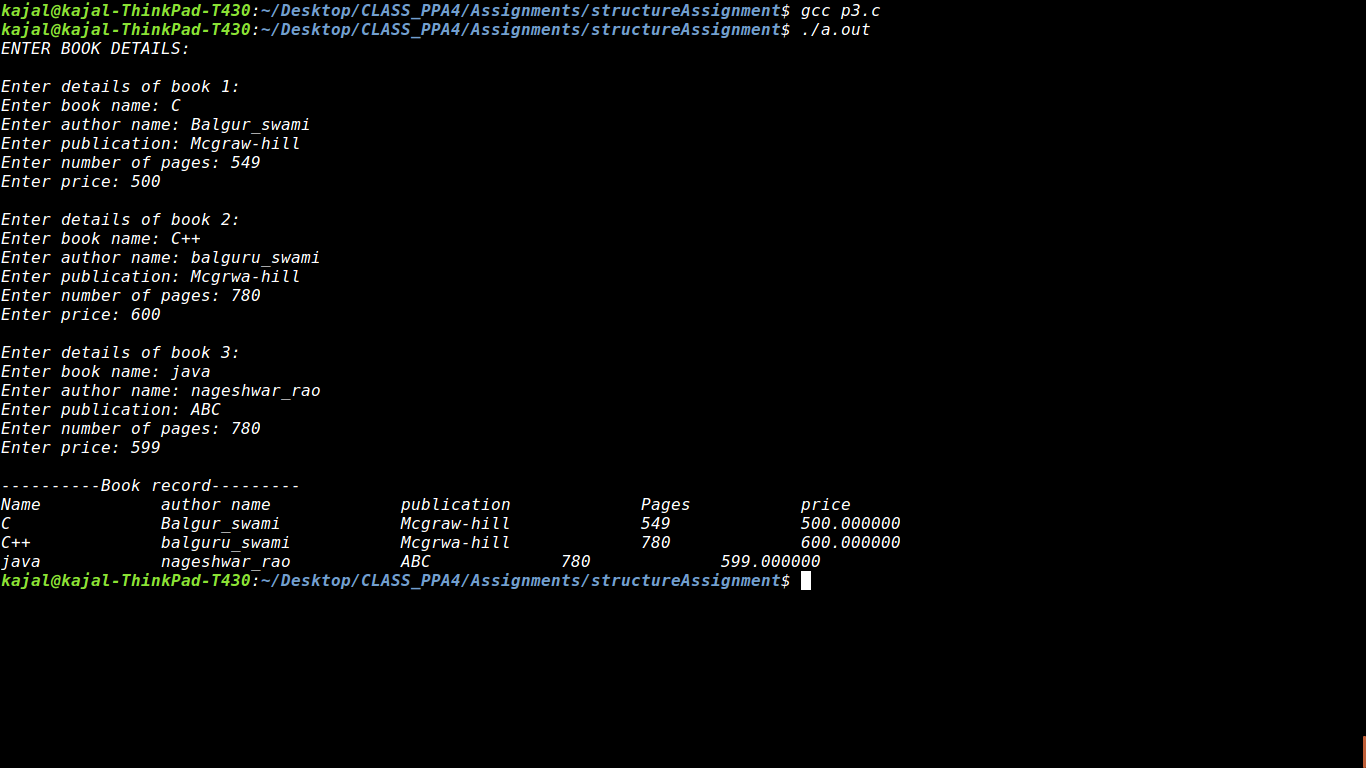 kajal@kajal-ThinkPad-T430:~/Desktop/CLASS_PPA4/Assignments/structureAssignment$ gcc p3.c
kajal@kajal-ThinkPad-T430:~/Desktop/CLASS_PPA4/Assignments/structureAssignment$ ./a.out
ENTER BOOK DETAILS:
Enter details of book 1:
Enter book name: C
Enter author name: Balgur_swami
Enter publication: Mcgraw-hill
Enter number of pages: 549
Enter price: 500
Enter details of book 2:
Enter book name: C++
Enter author name: balguru_swami
Enter publication: Mcgrwa-hill
Enter number of pages: 780
Enter price: 600
Enter details of book 3:
Enter book name: java
Enter author name: nageshwar_rao
Enter publication: ABC
Enter number of pages: 780
Enter price: 599
----------Book record---------
Name            author name             publication             Pages           price
C               Balgur_swami            Mcgraw-hill             549             500.000000
C++             balguru_swami           Mcgrwa-hill             780             600.000000
java            nageshwar_rao           ABC             780             599.000000
kajal@kajal-ThinkPad-T430:~/Desktop/CLASS_PPA4/Assignments/structureAssignment$